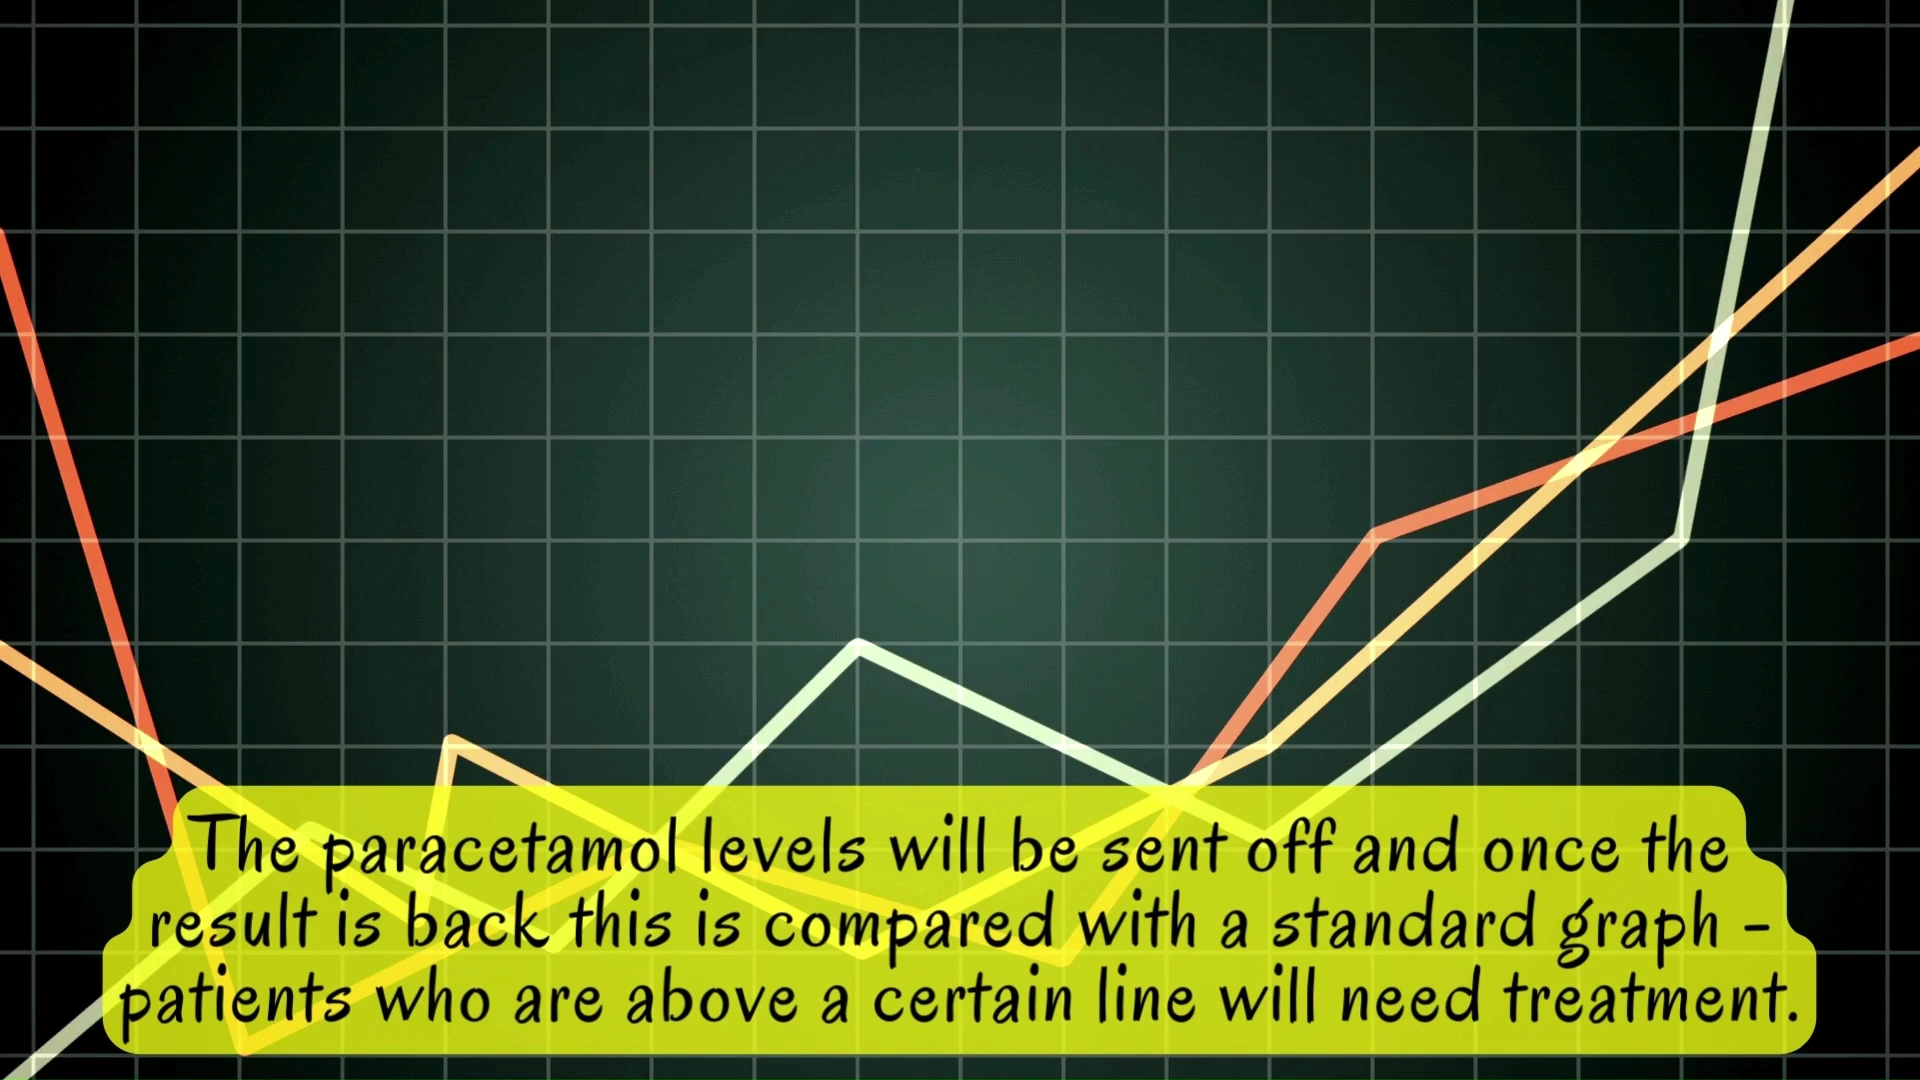 The paracetamol levels will be sent off and once the
result is back this is compared with a standard graph -
patients who are above a certain line will need treatment.